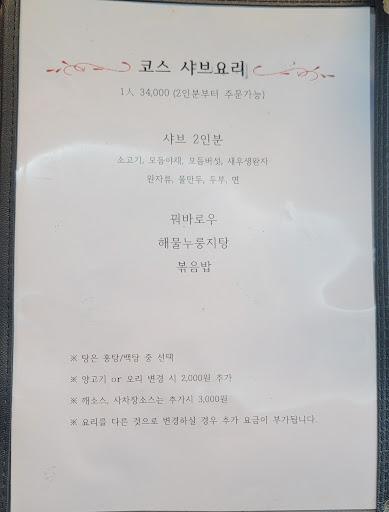 코스 샤브요리
1人 34,000 (2인분부터 주문가능)
샤브 2인분
소고기, 모듬야채, 모듬버섯, 새우생완자
완자류, 물만두, 두부, 면
꿔바로우
해물누룽지탕
볶음밥
※ 탕은 홍탕/백탕 중 선택
※ 양고기 or 오리 변경 시 2,000원 추가
※ 깨소스, 사차장소스는 추가시 3,000원
※ 요리를 다른 것으로 변경하실 경우 추가 요금이 부가됩니다.